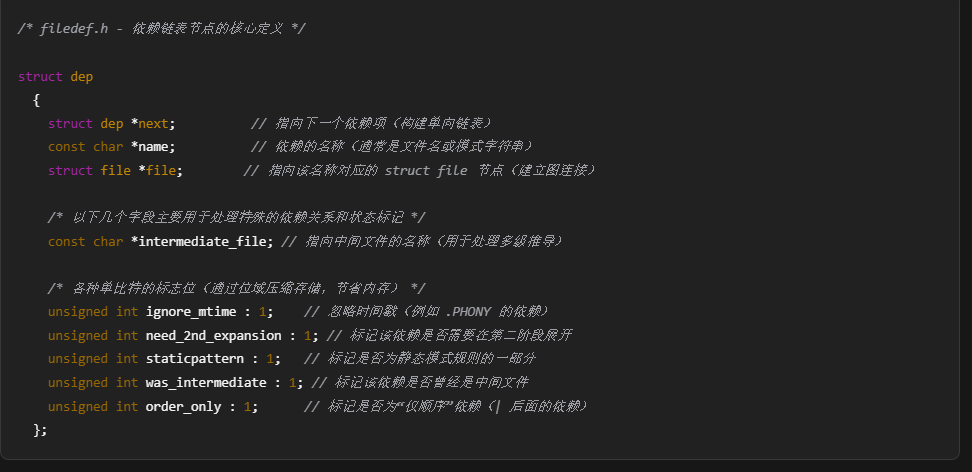 /* filedef.h - 依赖链表节点的核心定义 */
struct dep
{
struct dep *next; // 指向下一个依赖项（构建单向链表）
const char *name; // 依赖的名称（通常是文件名或模式字符串）
struct file *file; // 指向该名称对应的 struct file 节点（建立图连接）
/* 以下几个字段主要用于处理特殊的依赖关系和状态标记 */
const char *intermediate_file; // 指向中间文件的名称（用于处理多级推导）
/* 各种单比特的标志位（通过位域压缩存储，节省内存） */
unsigned int ignore_mtime : 1; // 忽略时间戳（例如 .PHONY 的依赖）
unsigned int need_2nd_expansion : 1; // 标记该依赖是否需要在第二阶段展开
unsigned int staticpattern : 1; // 标记是否为静态模式规则的一部分
unsigned int was_intermediate : 1; // 标记该依赖是否曾经是中间文件
unsigned int order_only : 1; // 标记是否为“仅顺序”依赖（| 后面的依赖）
};